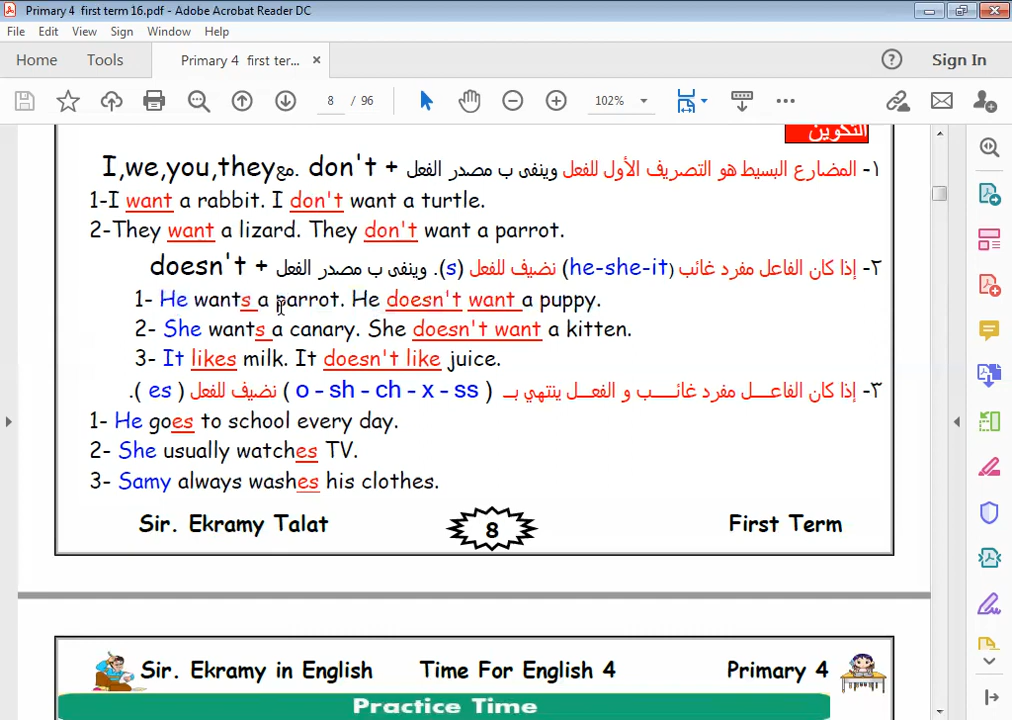 Primary 4 first term 16.pdf - Adobe Acrobat Reader DC
File Edit View Sign Window Help
Home Tools Primary 4 first ter... × Sign In
8 / 96 102%
التكوين
١- المضارع البسيط هو التصريف الأول للفعل وينفى ب مصدر الفعل + don't .مع I,we,you,they
1-I want a rabbit. I don't want a turtle.
2-They want a lizard. They don't want a parrot.
٢- إذا كان الفاعل مفرد غائب (he-she-it) نضيف للفعل (s). وينفى ب مصدر الفعل + doesn't
1- He wants a parrot. He doesn't want a puppy.
2- She wants a canary. She doesn't want a kitten.
3- It likes milk. It doesn't like juice.
٣- إذا كان الفاعـــل مفرد غائـــــب و الفعـــل ينتهي بــ ( o - sh - ch - x - ss ) نضيف للفعل ( es ).
1- He goes to school every day.
2- She usually watches TV.
3- Samy always washes his clothes.
Sir. Ekramy Talat 8 First Term
Sir. Ekramy in English Time For English 4 Primary 4
Practice Time